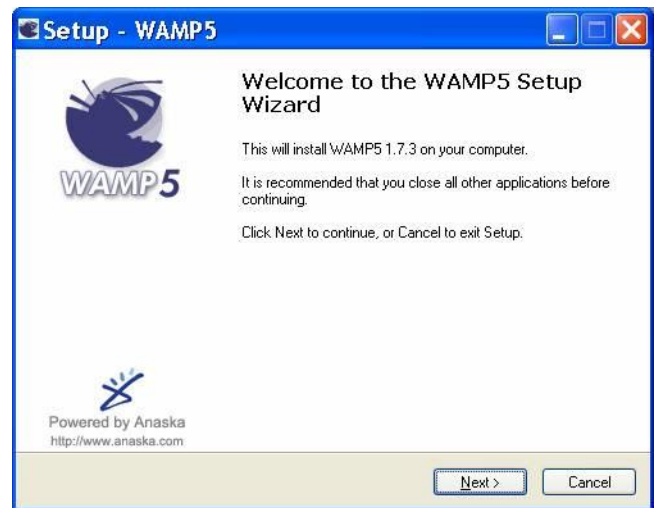 Setup - WAMP5
WAMP5
Welcome to the WAMP5 Setup
Wizard
This will install WAMP5 1.7.3 on your computer.
It is recommended that you close all other applications before
continuing.
Click Next to continue, or Cancel to exit Setup.
Powered by Anaska
http://www.anaska.com
Next >
Cancel